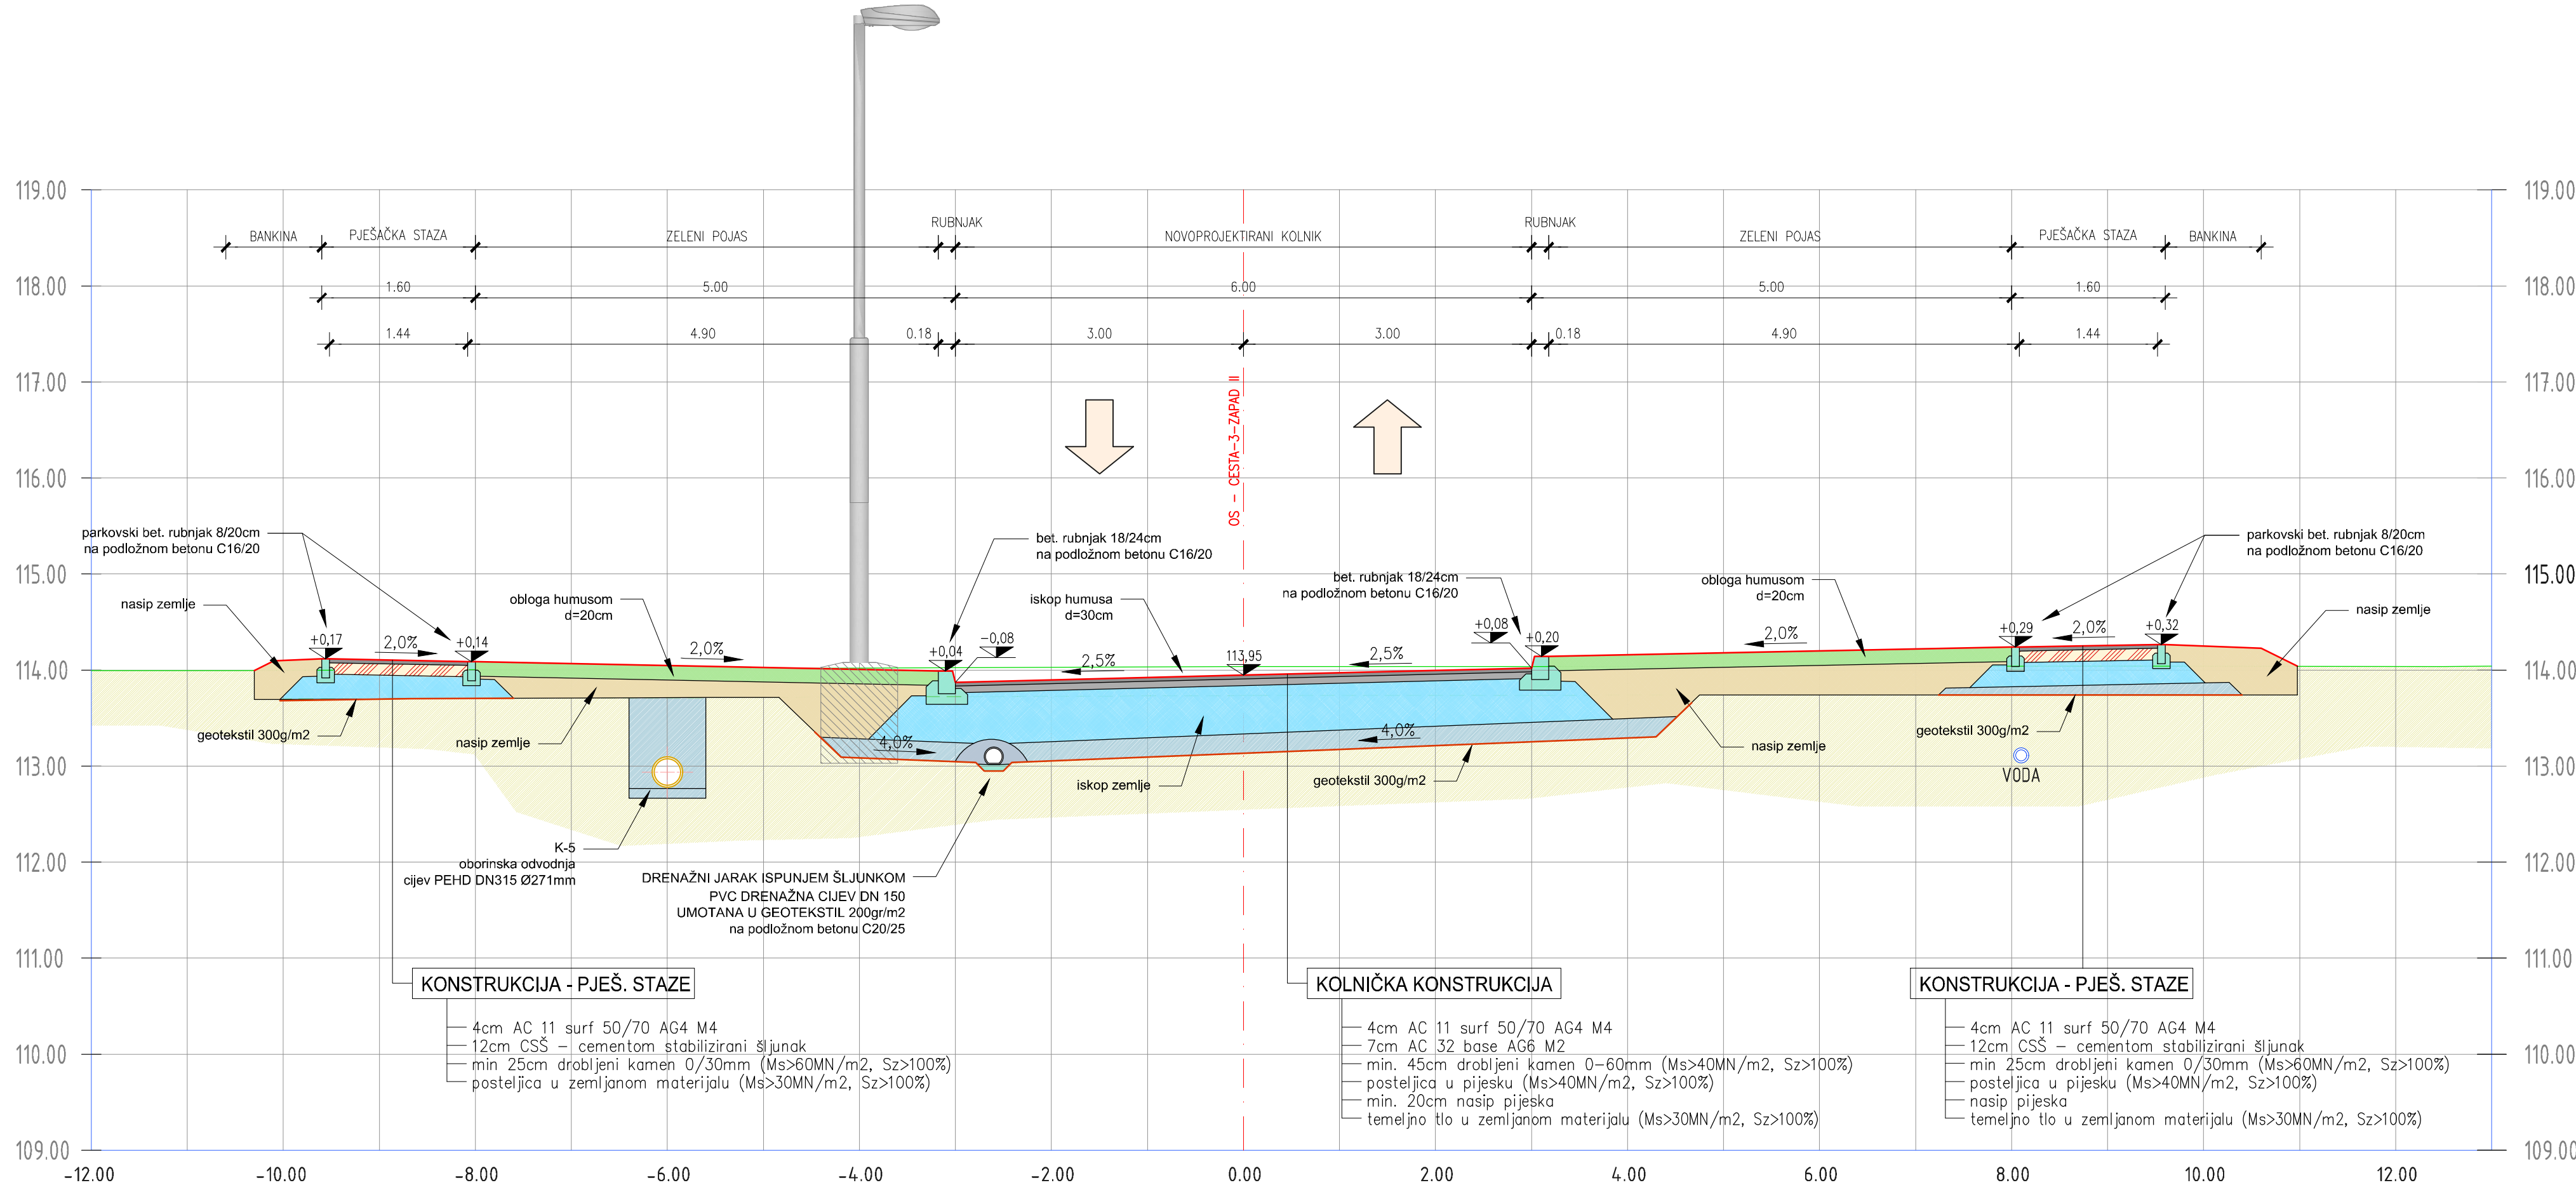 119.00
119.00
RUBNJAK
RUBNJAK
BANKINA
PJEŠAČKA STAZA
ZELENI POJAS
NOVOPROJEKTIRANI KOLNIK
ZELENI POJAS
PJEŠAČKA STAZA
BANKINA
118.00
1.60
5.00
6.00
5.00
1.60
118.00
1.44
4.90
0.18
3.00
3.00
0.18
4.90
1.44
117.00
117.00
OS - CESTA-3-ZAPAD II
116.00
116.00
parkovski bet. rubnjak 8/20cm
na podložnom betonu C16/20
bet. rubnjak 18/24cm
na podložnom betonu C16/20
parkovski bet. rubnjak 8/20cm
na podložnom betonu C16/20
115.00
115.00
bet. rubnjak 18/24cm
na podložnom betonu C16/20
obloga humusom
d=20cm
nasip zemlje
obloga humusom
d=20cm
iskop humusa
d=30cm
nasip zemlje
+0,17
2,0%
+0,14
2,0%
+0,04
-0,08
2,5%
113,95
2,5%
+0,08
+0,20
2,0%
+0,29
2,0%
+0,32
114.00
114.00
geotekstil 300g/m2
nasip zemlje
4,0%
4,0%
nasip zemlje
geotekstil 300g/m2
113.00
113.00
iskop zemlje
geotekstil 300g/m2
VODA
K-5
oborinska odvodnja
cijev PEHD DN315 Ø271mm
112.00
112.00
DRENAŽNI JARAK ISPUNJEM ŠLJUNKOM
PVC DRENAŽNA CIJEV DN 150
UMOTANA U GEOTEKSTIL 200gr/m2
na podložnom betonu C20/25
111.00
111.00
KONSTRUKCIJA - PJEŠ. STAZE
4cm AC 11 surf 50/70 AG4 M4
12cm CSŠ - cementom stabilizirani šljunak
min 25cm drobljeni kamen 0/30mm (Ms>60MN/m2, Sz>100%)
posteljica u zemljanom materijalu (Ms>30MN/m2, Sz>100%)
KOLNIČKA KONSTRUKCIJA
4cm AC 11 surf 50/70 AG4 M4
7cm AC 32 base AG6 M2
min. 45cm drobljeni kamen 0-60mm (Ms>40MN/m2, Sz>100%)
posteljica u pijesku (Ms>40MN/m2, Sz>100%)
min. 20cm nasip pijeska
temeljno tlo u zemljanom materijalu (Ms>30MN/m2, Sz>100%)
KONSTRUKCIJA - PJEŠ. STAZE
4cm AC 11 surf 50/70 AG4 M4
12cm CSŠ - cementom stabilizirani šljunak
min 25cm drobljeni kamen 0/30mm (Ms>60MN/m2, Sz>100%)
posteljica u pijesku (Ms>40MN/m2, Sz>100%)
nasip pijeska
temeljno tlo u zemljanom materijalu (Ms>30MN/m2, Sz>100%)
110.00
110.00
109.00
109.00
-12.00
-10.00
-8.00
-6.00
-4.00
-2.00
0.00
2.00
4.00
6.00
8.00
10.00
12.00